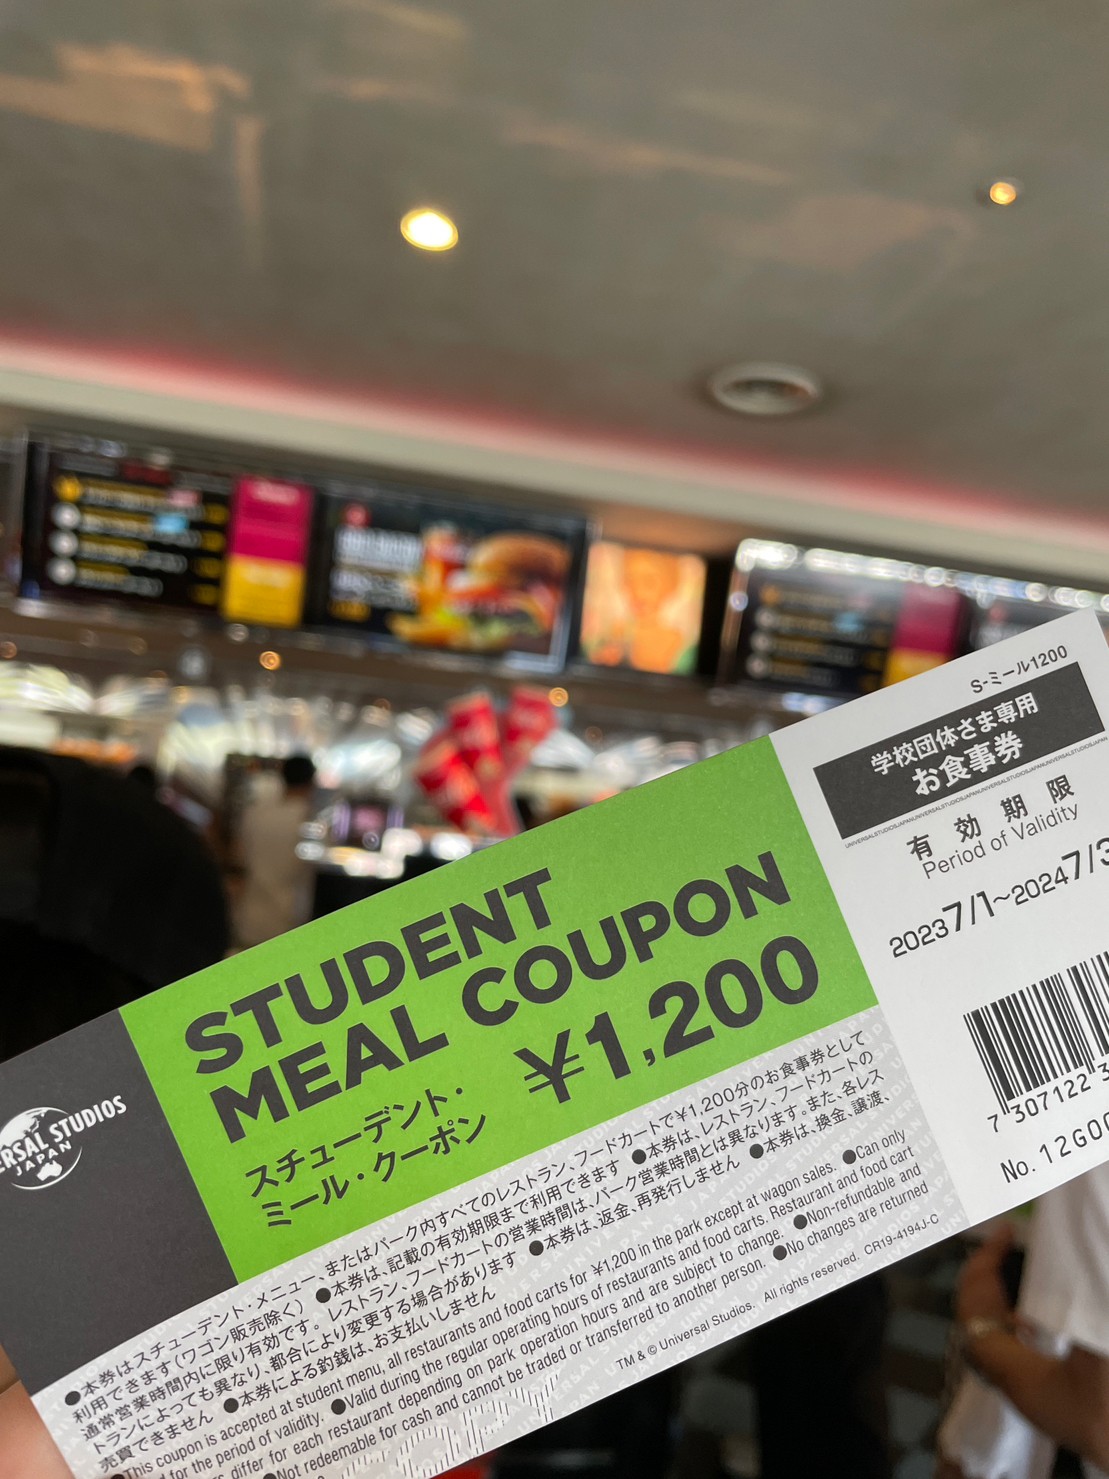 S-ミール1200
学校団体さま専用
お食事券
有効期限
Period of Validity
20237/1～20247/3
7 307122 3
No. 12G00
ERSAL STUDIOS
JAPAN
STUDENT
MEAL COUPON
¥1,200
スチューデント・
ミール・クーポン
●本券はスチューデント・メニュー、またはパーク内すべてのレストラン、フードカートで¥1,200分のお食事券として
利用できます(ワゴン販売除く) ●本券は、記載の有効期限まで利用できます ●本券は、レストラン、フードカートの
通常営業時間内に限り有効です。レストラン、フードカートの営業時間は、パーク営業時間とは異なります。また、各レス
トランによっても異なり、都合により変更する場合があります ●本券は、返金、再発行しません ●本券は、換金、譲渡、
売買できません ●本券による釣銭は、お支払いしません
●This coupon is accepted at student menu, all restaurants and food carts for ¥1,200 in the park except at wagon sales. ●Can only
d for the period of validity. ●Valid during the regular operating hours of restaurants and food carts. Restaurant and food cart
differ for each restaurant depending on park operation hours and are subject to change. ●Non-refundable and
●Not redeemable for cash and cannot be traded or transferred to another person. ●No changes are returned
TM & © Universal Studios. All rights reserved. CR19-4194J-C